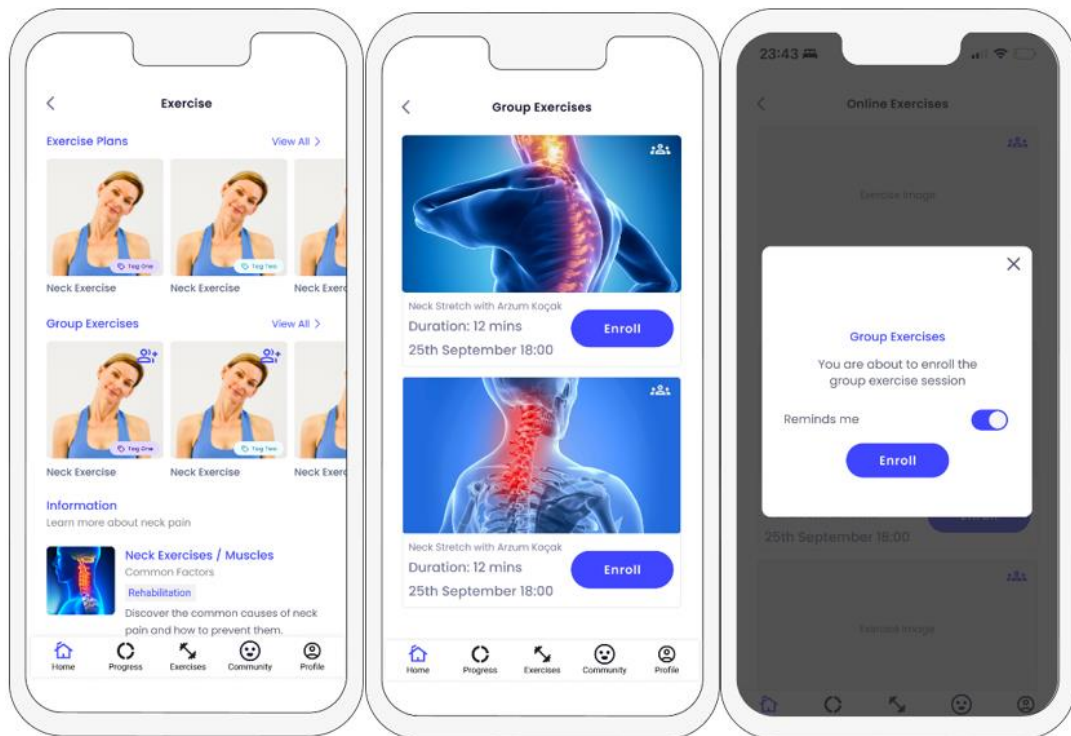 Exercise
Exercise Plans
View All >
Tag One
Tag Two
Neck Exercise
Neck Exercise
Neck Exer
Group Exercises
View All >
Tag One
Tag Two
Neck Exercise
Neck Exercise
Neck Exer
Information
Learn more about neck pain
Neck Exercises / Muscles
Common Factors
Rehabilitation
Discover the common causes of neck
pain and how to prevent them.
Home
Progress
Exercises
Community
Profile
Group Exercises
Neck Stretch with Arzum Koçak
Duration: 12 mins
25th September 18:00
Enroll
Neck Stretch with Arzum Koçak
Duration: 12 mins
25th September 18:00
Enroll
Home
Progress
Exercises
Community
Profile
23:43
Online Exercises
Exercise Image
Group Exercises
You are about to enroll the
group exercise session
Reminds me
Enroll
Enroll
25th September 18:00
Exercise Image